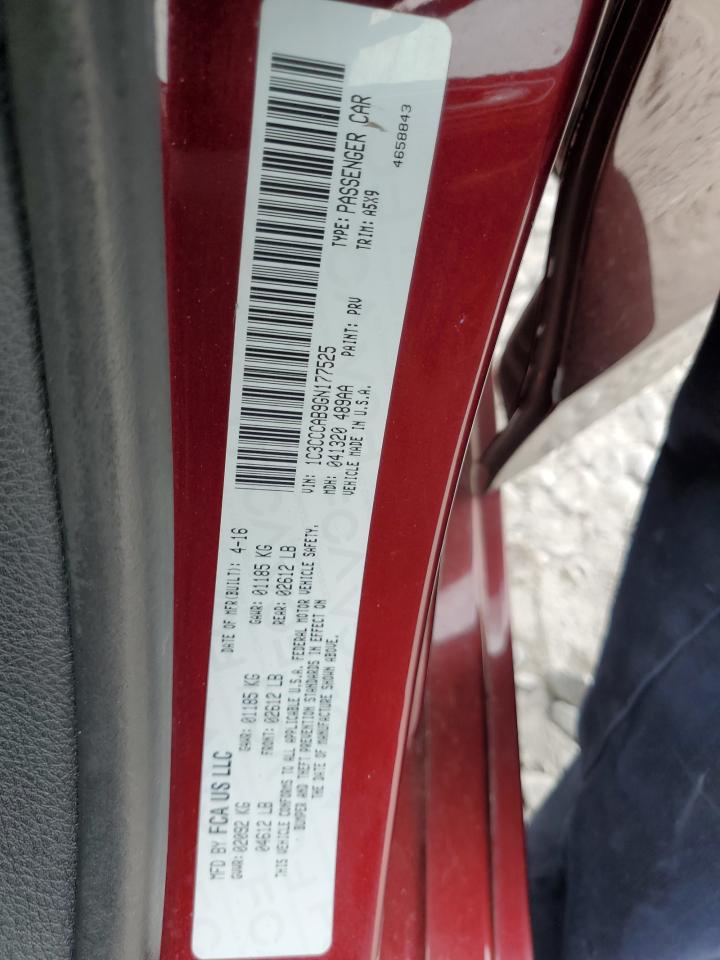 MFD BY FCA US LLC DATE OF MFR(BUILT): 4-16
GVWR: 02092 KG GAWR: 01185 KG GAWR: 01185 KG
04612 LB FRONT: 02612 LB REAR: 02612 LB
THIS VEHICLE CONFORMS TO ALL APPLICABLE U.S.A. FEDERAL MOTOR VEHICLE SAFETY,
BUMPER AND THEFT PREVENTION STANDARDS IN EFFECT ON
THE DATE OF MANUFACTURE SHOWN ABOVE.
VIN: 1C3CCCAB9GN177525 TYPE: PASSENGER CAR
MDH: 041320 489AA PAINT: PRV TRIM: A5X9
VEHICLE MADE IN U.S.A.
4658843